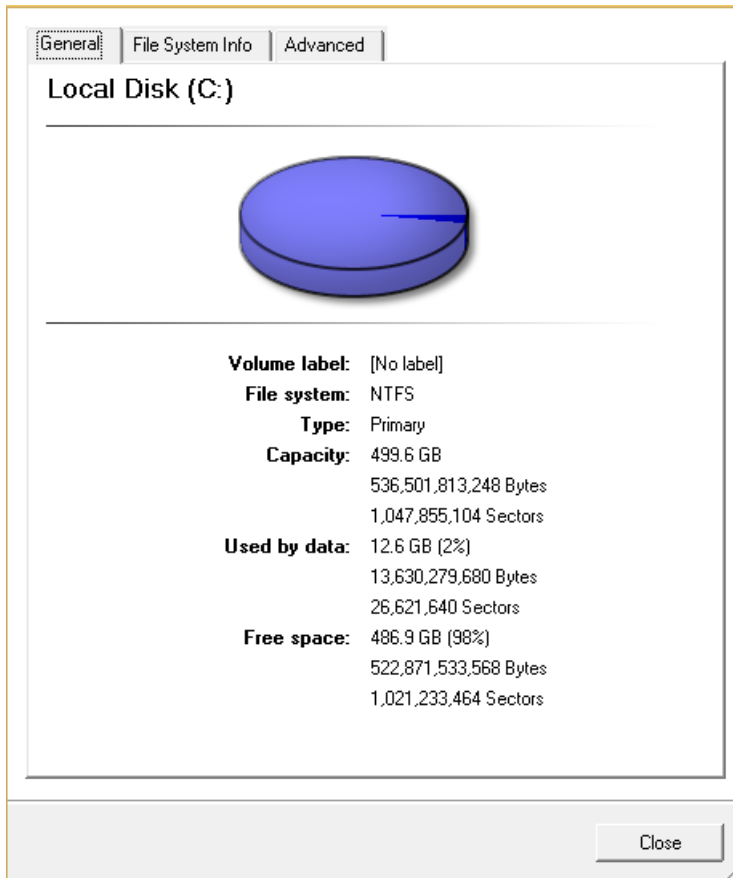 General File System Info Advanced
Local Disk (C:)
Volume label: [No label]
File system: NTFS
Type: Primary
Capacity: 499.6 GB
536,501,813,248 Bytes
1,047,855,104 Sectors
Used by data: 12.6 GB (2%)
13,630,279,680 Bytes
26,621,640 Sectors
Free space: 486.9 GB (98%)
522,871,533,568 Bytes
1,021,233,464 Sectors
Close